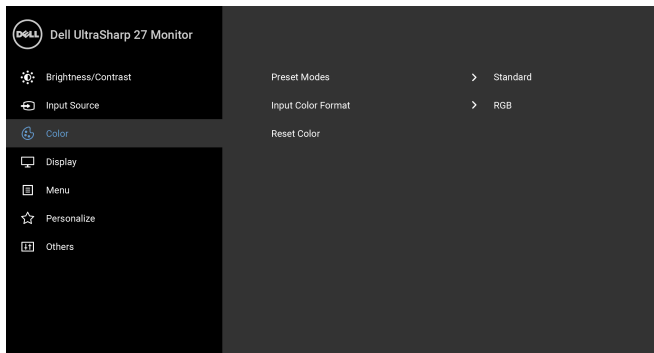 DELL Dell UltraSharp 27 Monitor
Brightness/Contrast Preset Modes Standard
Input Source Input Color Format RGB
Color Reset Color
Display
Menu
Personalize
Others